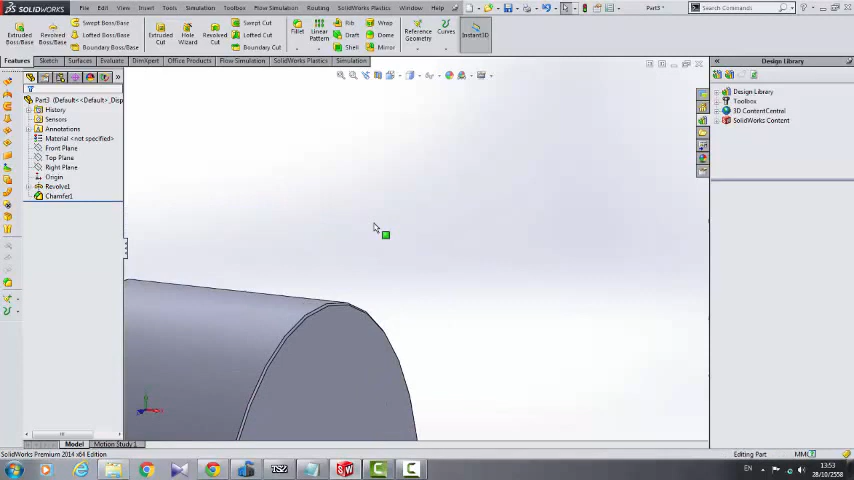 SOLIDWORKS File Edit View Insert Tools Simulation Toolbox Flow Simulation SolidWorks Plastics Window Help Part3 * Search Commands
Extruded Boss/Base Revolved Boss/Base Swept Boss/Base Lofted Boss/Base Boundary Boss/Base Extruded Cut Hole Wizard Revolved Cut Swept Cut Lofted Cut Boundary Cut Fillet Linear Pattern Rib Draft Shell Wrap Dome Mirror Reference Geometry Curves Instant3D
Features Sketch Surfaces Evaluate DimXpert Office Products Flow Simulation SolidWorks Plastics Simulation
Design Library
Part3 (Default<<Default>_Disp
History
Sensors
Annotations
Material <not specified>
Front Plane
Top Plane
Right Plane
Origin
Revolve1
Chamfer1
Design Library
Toolbox
3D ContentCentral
SolidWorks Content
Model Motion Study 1
SolidWorks Premium 2014 x64 Edition Editing Part
EN 13:53
28/10/2558